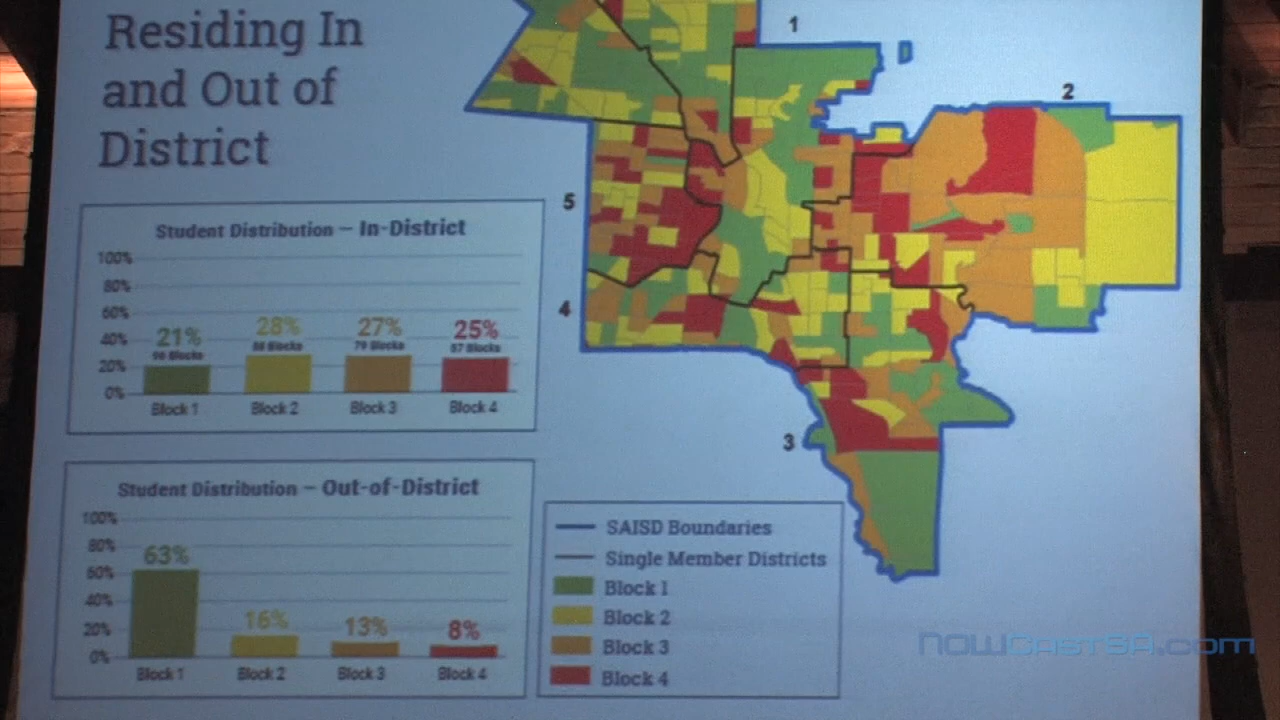 Residing In
and Out of
District
1
2
5
4
3
Student Distribution – In-District
100%
80%
60%
40%
20%
0%
21%
28%
27%
25%
Blocks
88 Blocks
79 Blocks
57 Blocks
Block 1
Block 2
Block 3
Block 4
Student Distribution – Out-of-District
100%
80%
60%
40%
20%
0%
63%
16%
13%
8%
Block 1
Block 2
Block 3
Block 4
SAISD Boundaries
Single Member Districts
Block 1
Block 2
Block 3
Block 4
NOWCastSA.com